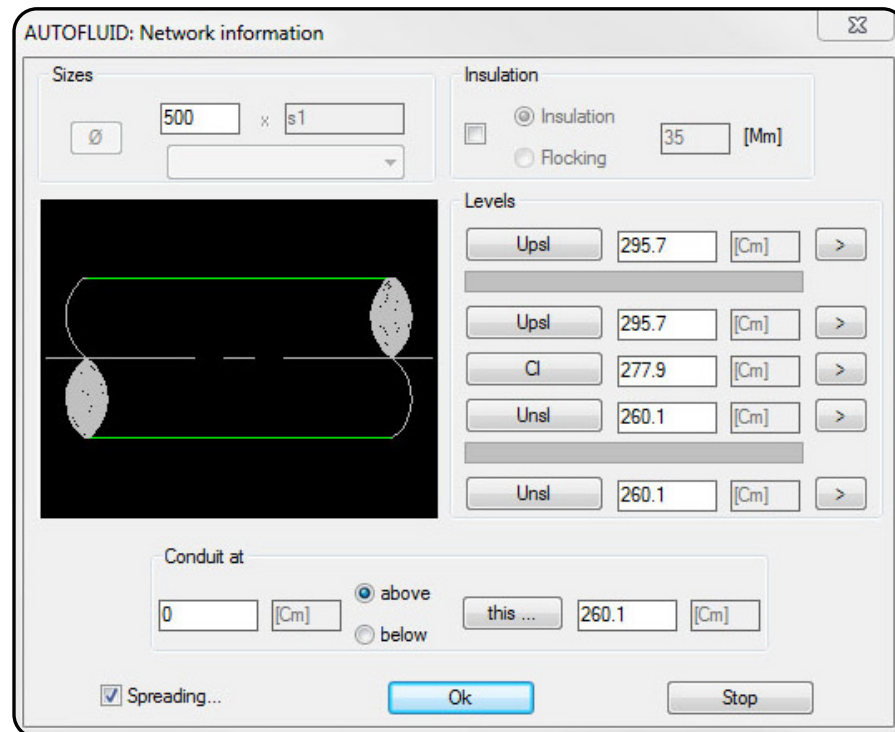 AUTOFLUID: Network information
Sizes
Ø
500 x s1
Insulation
Insulation
Flocking
35 [Mm]
Levels
Upsl 295.7 [Cm] >
Upsl 295.7 [Cm] >
Cl 277.9 [Cm] >
Unsl 260.1 [Cm] >
Unsl 260.1 [Cm] >
Conduit at
0 [Cm]
above
below
this ... 260.1 [Cm]
Spreading...
Ok
Stop